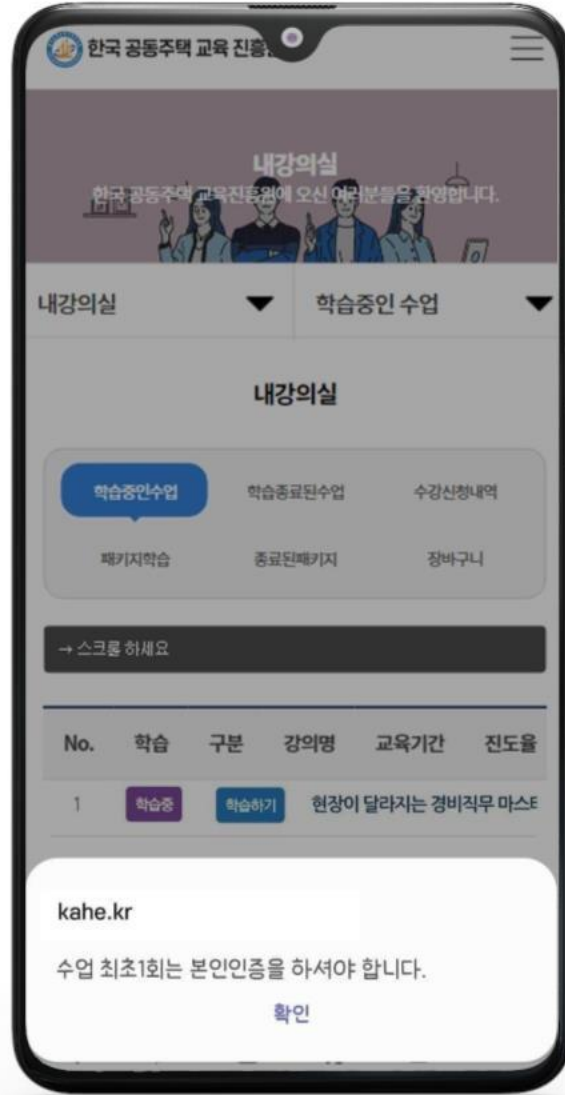 한국 공동주택 교육 진흥
내강의실
한국 공동주택 교육진흥원에 오신 여러분들을 환영합니다.
내강의실
학습중인 수업
내강의실
학습중인수업
학습종료된수업
수강신청내역
패키지학습
종료된패키지
장바구니
→ 스크롤 하세요
No. 학습 구분 강의명 교육기간 진도율
1 학습중 학습하기 현장이 달라지는 경비직무 마스터
kahe.kr
수업 최초1회는 본인인증을 하셔야 합니다.
확인